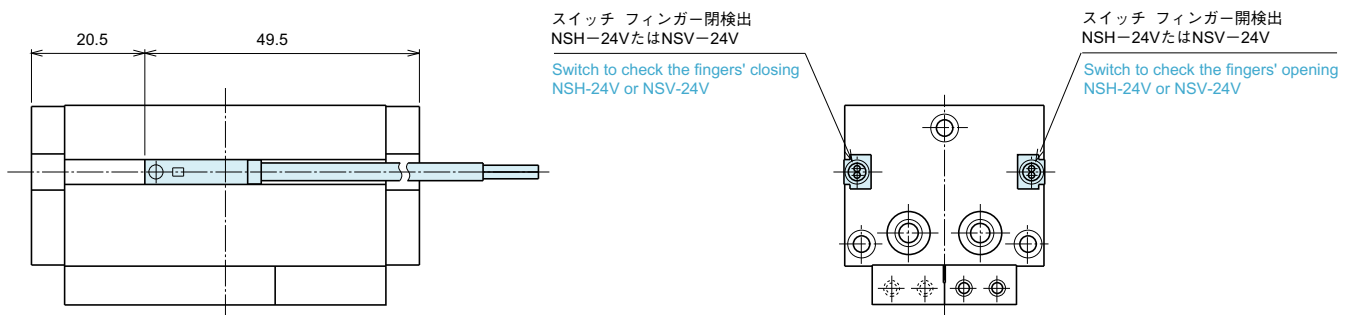 20.5
49.5
スイッチ フィンガー閉検出
NSH－24VたはNSV－24V
Switch to check the fingers' closing
NSH-24V or NSV-24V
スイッチ フィンガー開検出
NSH－24VたはNSV－24V
Switch to check the fingers' opening
NSH-24V or NSV-24V